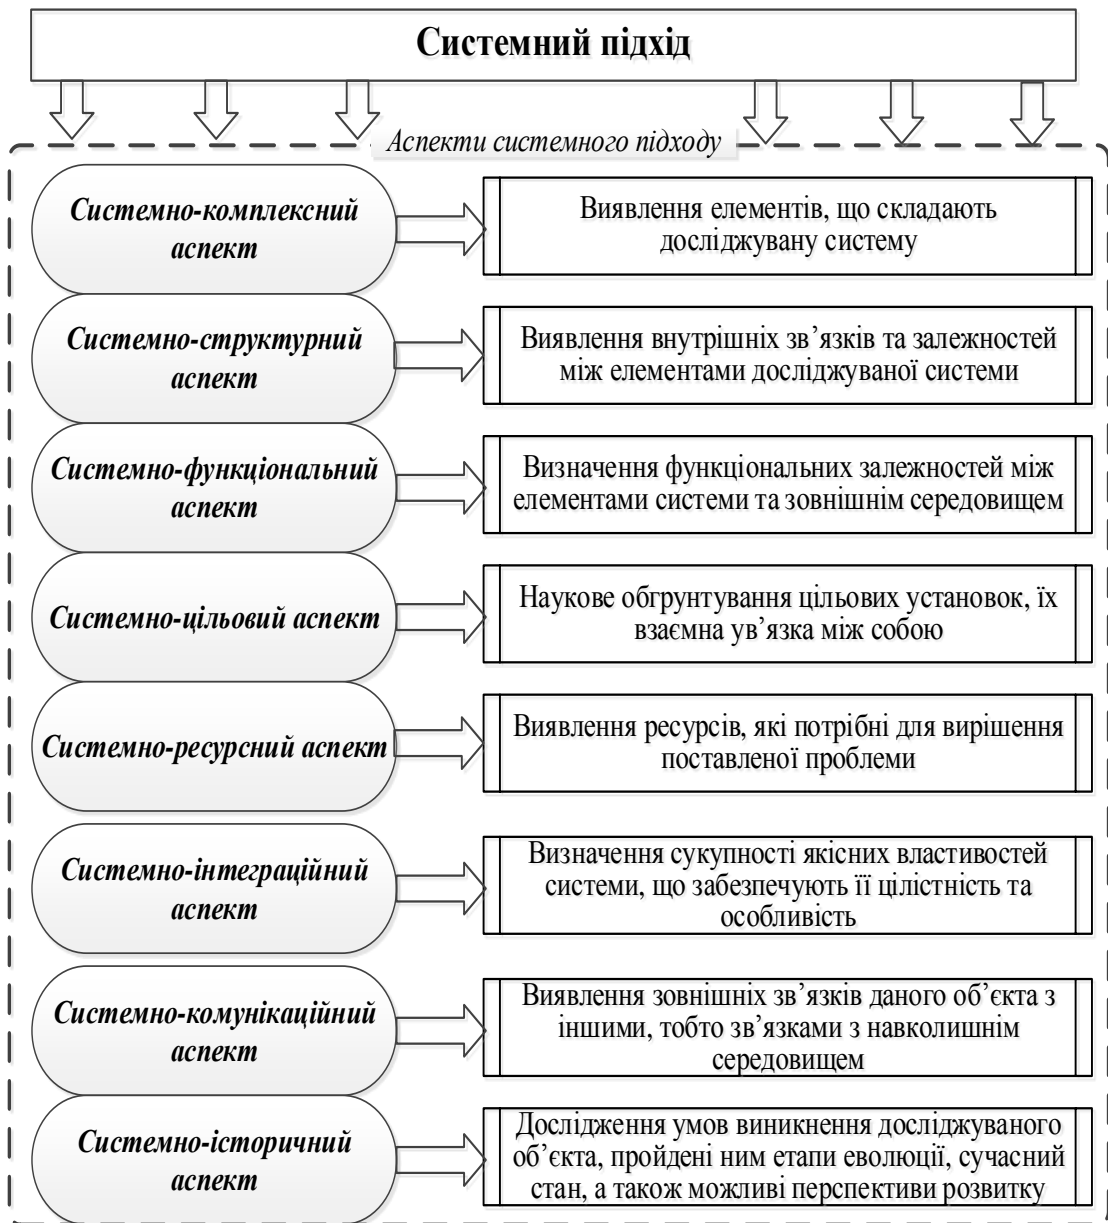 Системний підхід
Аспекти системного підходу
Системно-комплексний
аспект
Виявлення елементів, що складають
досліджувану систему
Системно-структурний
аспект
Виявлення внутрішніх зв’язків та залежностей
між елементами досліджуваної системи
Системно-функціональний
аспект
Визначення функціональних залежностей між
елементами системи та зовнішнім середовищем
Системно-цільовий аспект
Наукове обгрунтування цільових установок, їх
взаємна ув’язка між собою
Системно-ресурсний аспект
Виявлення ресурсів, які потрібні для вирішення
поставленої проблеми
Системно-інтеграційний
аспект
Визначення сукупності якісних властивостей
системи, що забезпечують її цілістність та
особливість
Системно-комунікаційний
аспект
Виявлення зовнішніх зв’язків даного об’єкта з
іншими, тобто зв’язками з навколишнім
середовищем
Системно-історичний
аспект
Дослідження умов виникнення досліджуваного
об’єкта, пройдені ним етапи еволюції, сучасний
стан, а також можливі перспективи розвитку